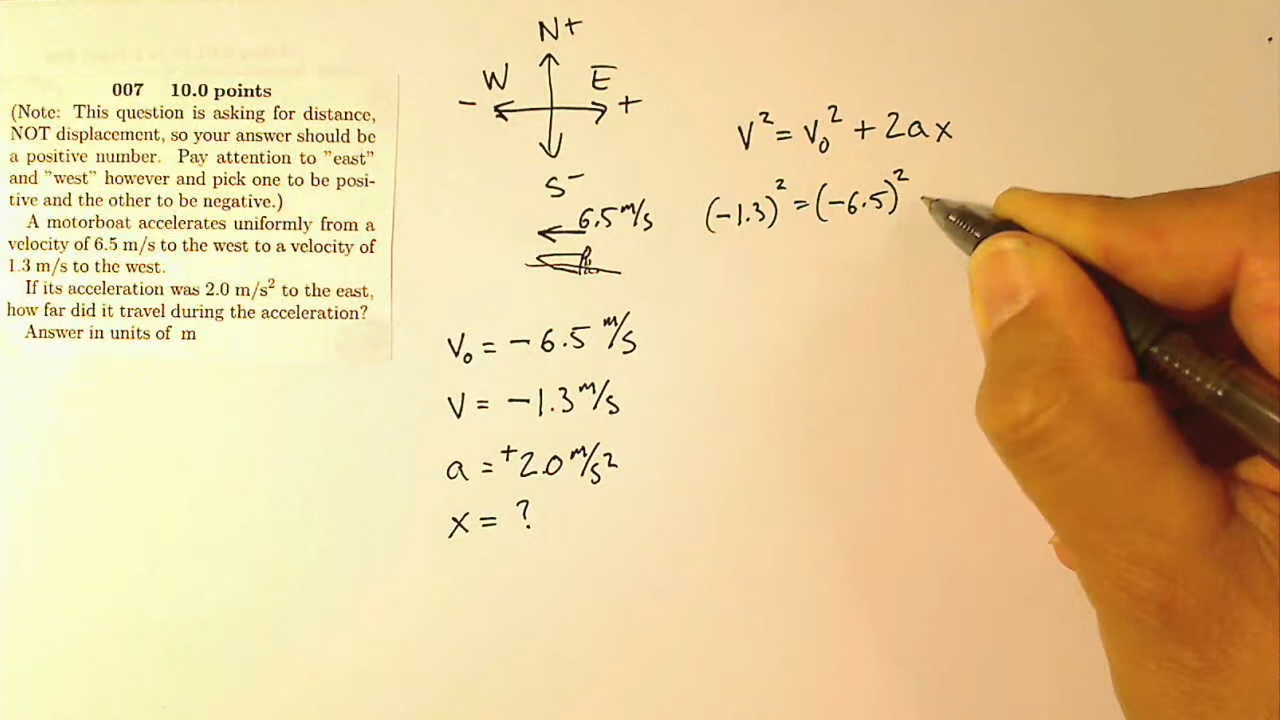 007 10.0 points
(Note: This question is asking for distance,
NOT displacement, so your answer should be
a positive number. Pay attention to "east"
and "west" however and pick one to be posi-
tive and the other to be negative.)
A motorboat accelerates uniformly from a
velocity of 6.5 m/s to the west to a velocity of
1.3 m/s to the west.
If its acceleration was 2.0 m/s² to the east,
how far did it travel during the acceleration?
Answer in units of m
N+
W E
- +
S-
6.5 m/s
V₀ = -6.5 m/s
V = -1.3 m/s
a = +2.0 m/s²
x = ?
V² = V₀² + 2ax
(-1.3)² = (-6.5)²